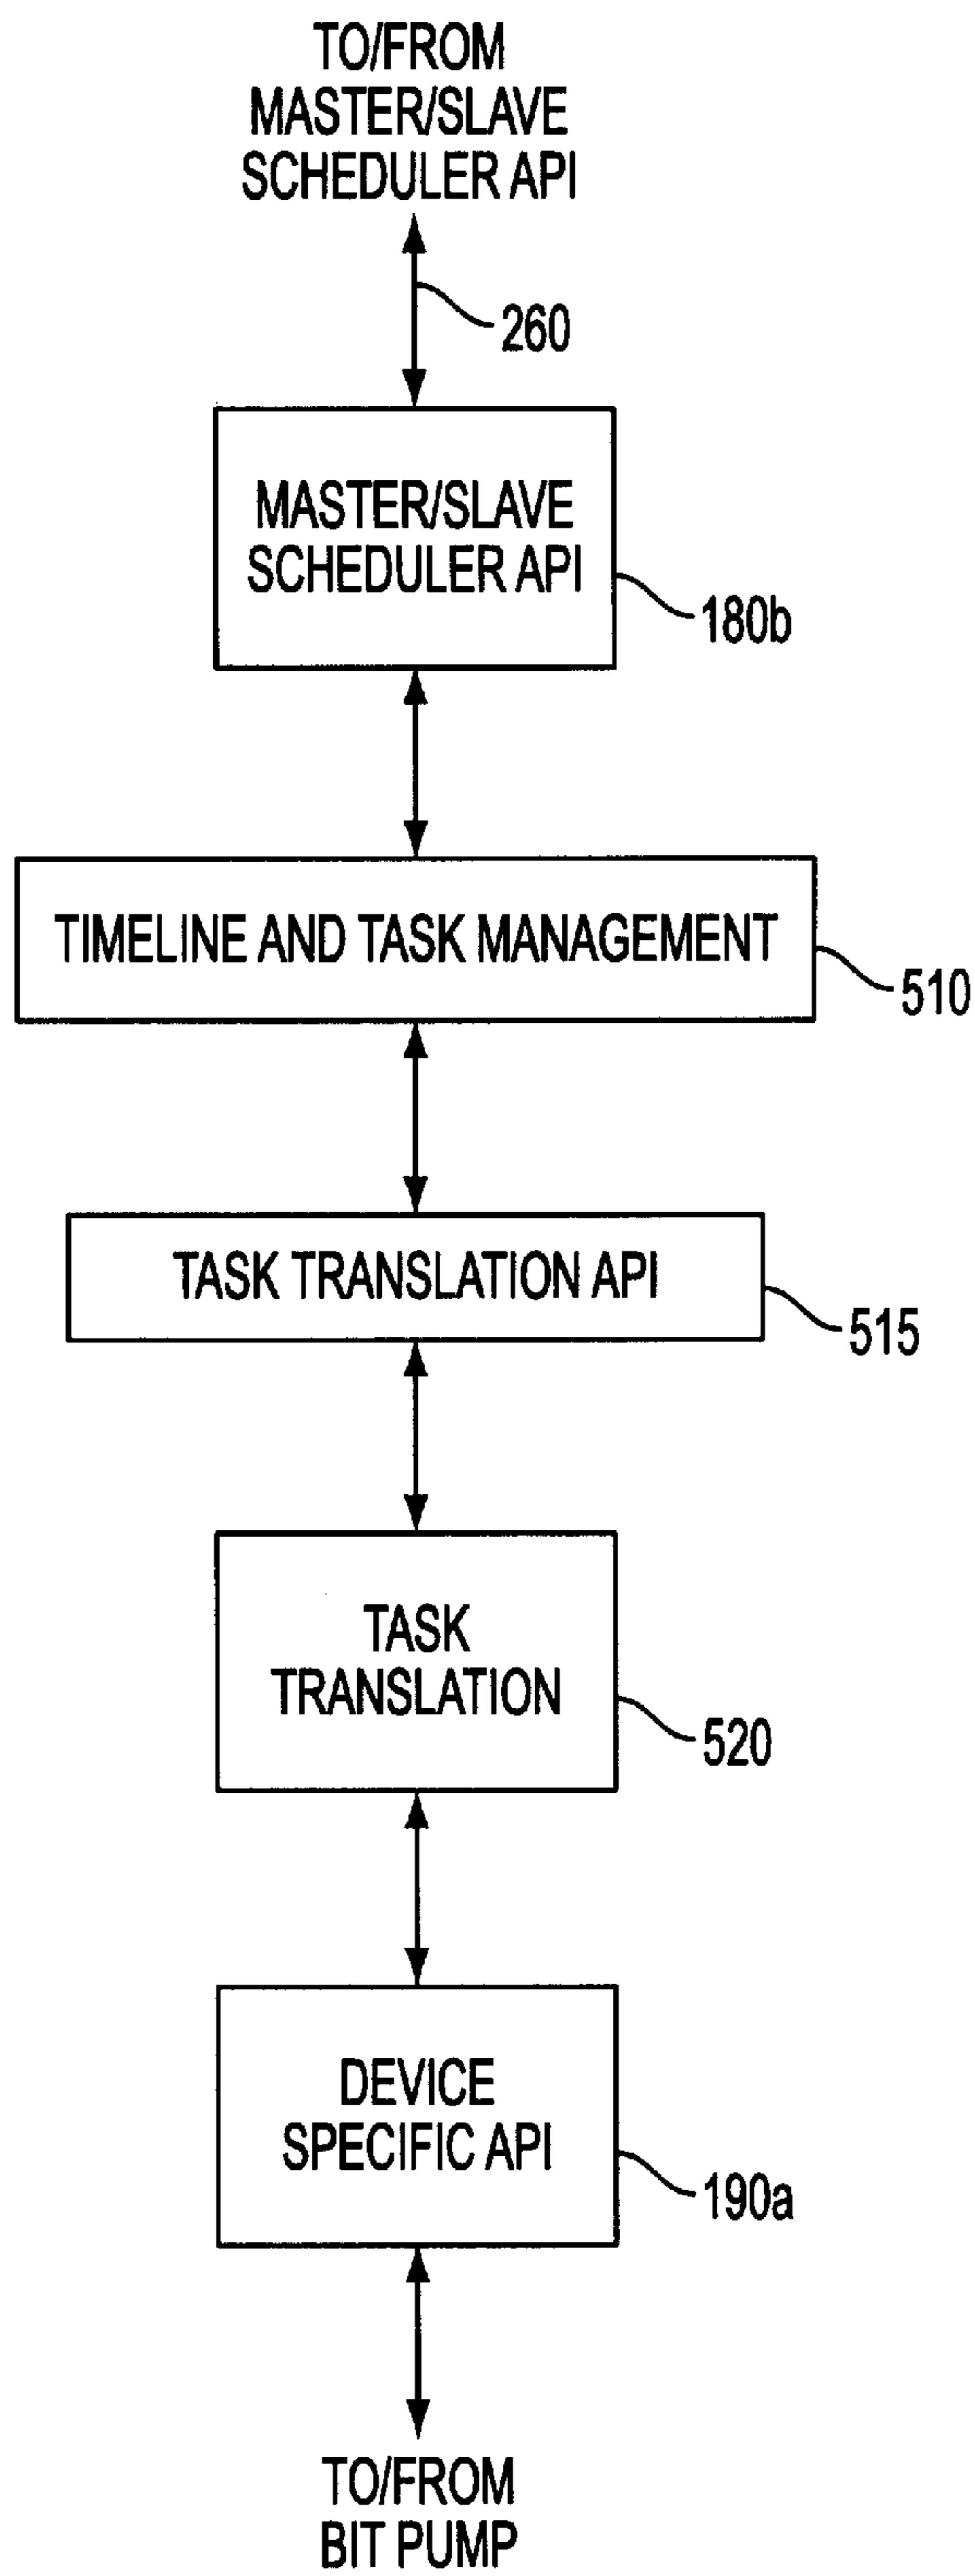 TO/FROM
MASTER/SLAVE
SCHEDULER API
260
MASTER/SLAVE
SCHEDULER API
180b
TIMELINE AND TASK MANAGEMENT
510
TASK TRANSLATION API
515
TASK
TRANSLATION
520
DEVICE
SPECIFIC API
190a
TO/FROM
BIT PUMP